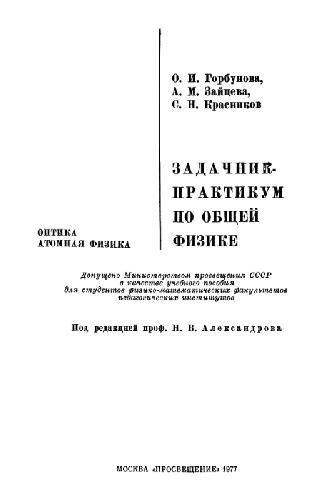 О. И. Горбунова,
А. М. Зайцева,
С. Н. Красников
ЗАДАЧНИК-
ПРАКТИКУМ
ПО ОБЩЕЙ
ФИЗИКЕ
ОПТИКА
АТОМНАЯ ФИЗИКА
Допущено Министерством просвещения СССР
в качестве учебного пособия
для студентов физико-математических факультетов
педагогических институтов
Под редакцией проф. Н. В. Александрова
МОСКВА «ПРОСВЕЩЕНИЕ» 1977